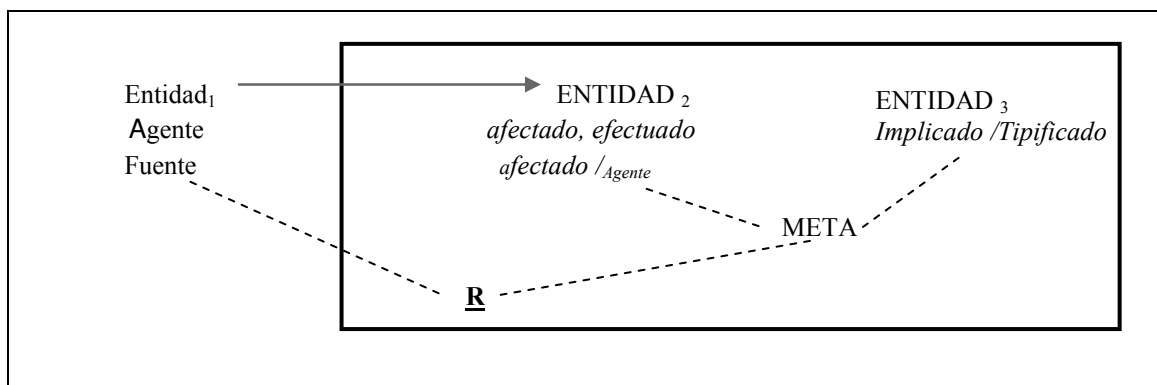 Entidad₁
Agente
Fuente
ENTIDAD ₂
afectado, efectuado
afectado /Agente
ENTIDAD ₃
Implicado /Tipificado
META
R